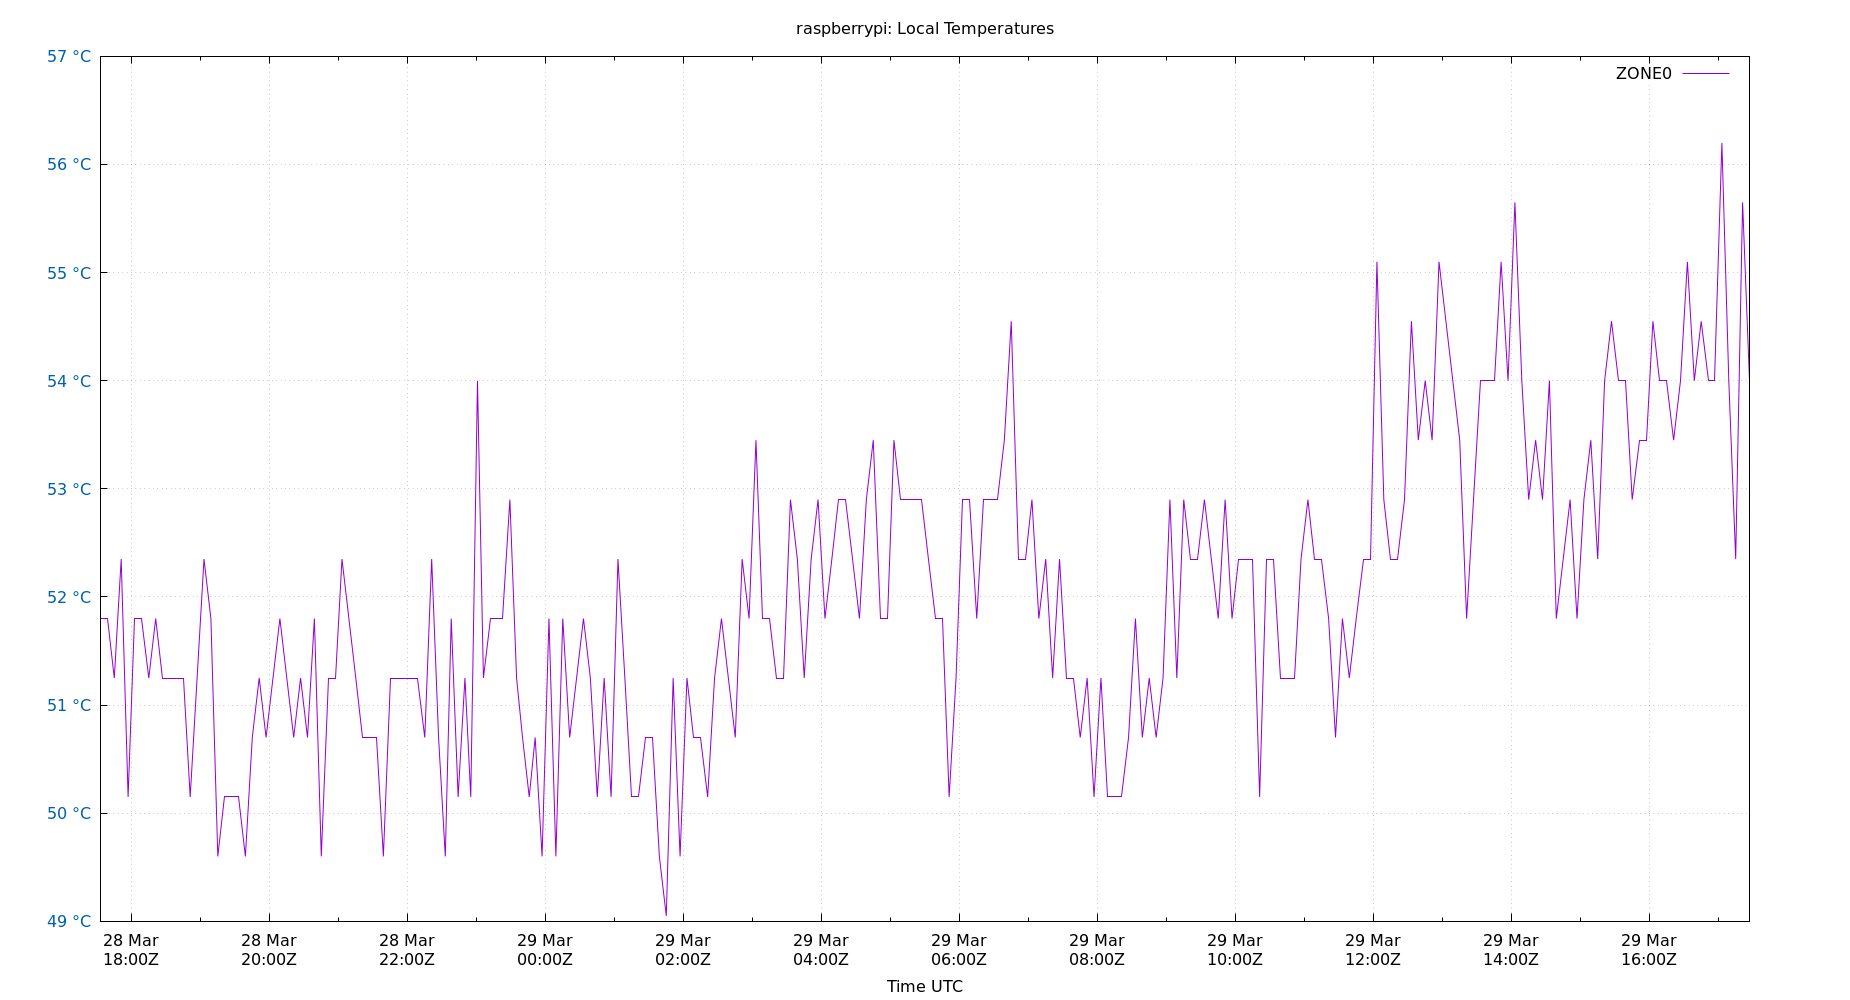 raspberrypi: Local Temperatures
57 °C
ZONE0
56 °C
55 °C
54 °C
53 °C
52 °C
51 °C
50 °C
49 °C
28 Mar 28 Mar 28 Mar 29 Mar 29 Mar 29 Mar 29 Mar 29 Mar 29 Mar 29 Mar 29 Mar 29 Mar
18:00Z 20:00Z 22:00Z 00:00Z 02:00Z 04:00Z 06:00Z 08:00Z 10:00Z 12:00Z 14:00Z 16:00Z
Time UTC